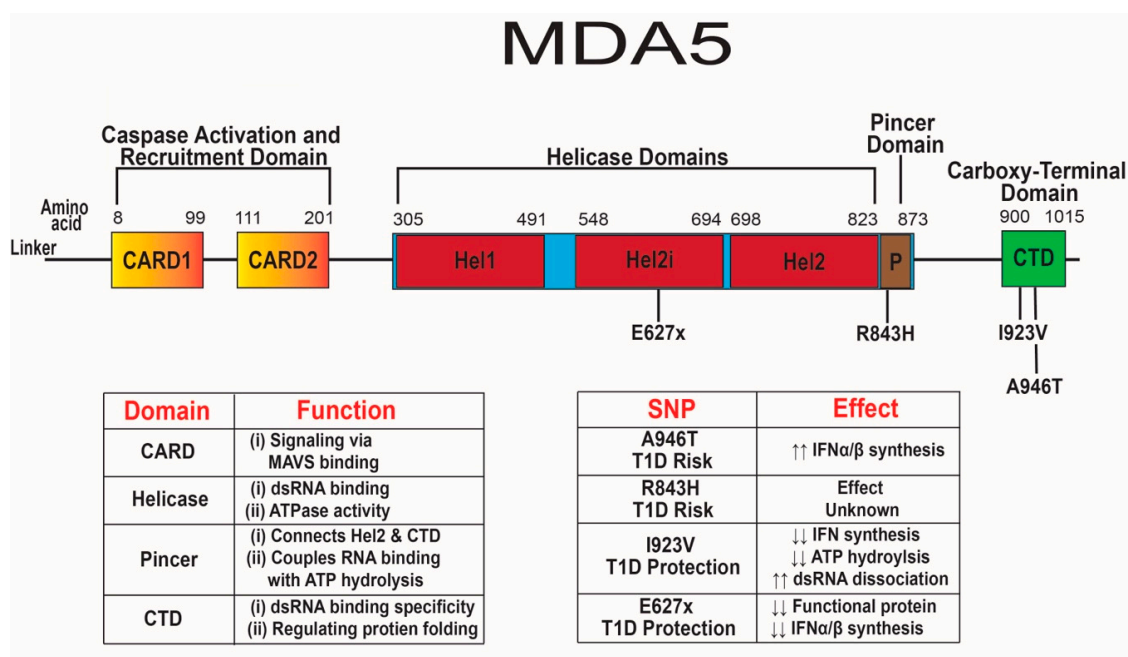 MDA5
Caspase Activation and
Recruitment Domain
Helicase Domains
Pincer
Domain
Carboxy-Terminal
Domain
Amino
acid
8 99 111 201 305 491 548 694 698 823 873 900 1015
Linker
CARD1 CARD2 Hel1 Hel2i Hel2 P CTD
E627x R843H I923V
A946T
Domain Function
CARD
(i) Signaling via
MAVS binding
Helicase
(i) dsRNA binding
(ii) ATPase activity
Pincer
(i) Connects Hel2 & CTD
(ii) Couples RNA binding
with ATP hydrolysis
CTD
(i) dsRNA binding specificity
(ii) Regulating protien folding
SNP Effect
A946T
T1D Risk
↑↑ IFNα/β synthesis
R843H
T1D Risk
Effect
Unknown
I923V
T1D Protection
↓↓ IFN synthesis
↓↓ ATP hydroylsis
↑↑ dsRNA dissociation
E627x
T1D Protection
↓↓ Functional protein
↓↓ IFNα/β synthesis